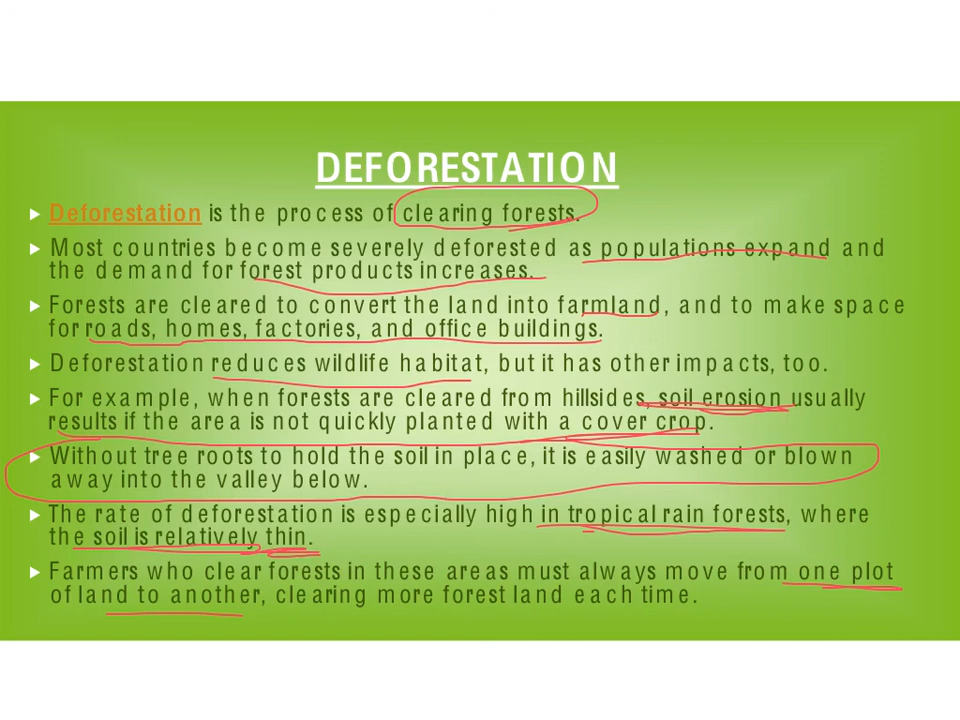 DEFORESTATION
Deforestation is the process of clearing forests.
Most countries become severely deforested as populations expand and
the demand for forest products increases.
Forests are cleared to convert the land into farmland, and to make space
for roads, homes, factories, and office buildings.
Deforestation reduces wildlife habitat, but it has other impacts, too.
For example, when forests are cleared from hillsides, soil erosion usually
results if the area is not quickly planted with a cover crop.
Without tree roots to hold the soil in place, it is easily washed or blown
away into the valley below.
The rate of deforestation is especially high in tropical rain forests, where
the soil is relatively thin.
Farmers who clear forests in these areas must always move from one plot
of land to another, clearing more forest land each time.